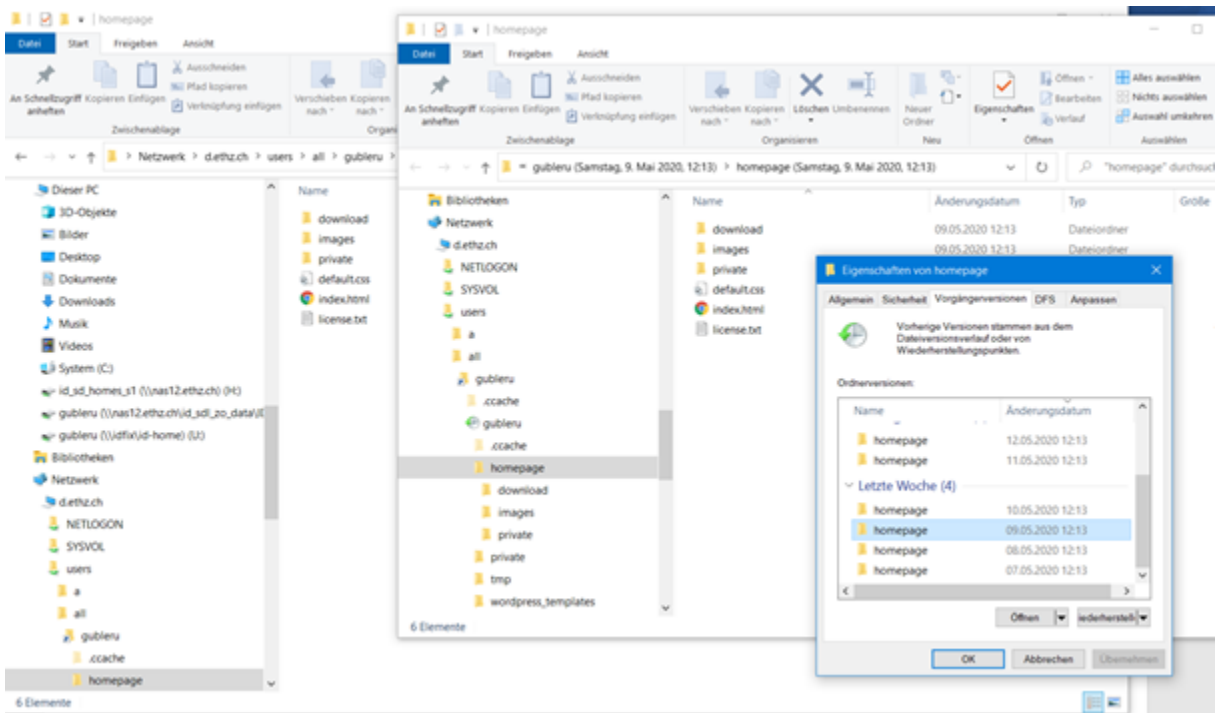 homepage
Datei Start Freigeben Ansicht
An Schnellzugriff anheften
Kopieren
Einfügen
Ausschneiden
Pfad kopieren
Verknüpfung einfügen
Verschieben nach
Kopieren nach
Zwischenablage
Organi
Netzwerk > d.ethz.ch > users > all > gubleru >
Dieser PC
3D-Objekte
Bilder
Desktop
Dokumente
Downloads
Musik
Videos
System (C:)
id_sd_homes_s1 (\\nas12.ethz.ch) (H:)
gubleru (\\nas12.ethz.ch\id_sdl_zo_data\
gubleru (\\idfix\id-home) (U:)
Bibliotheken
Netzwerk
d.ethz.ch
NETLOGON
SYSVOL
users
a
all
gubleru
.ccache
homepage
6 Elemente
Name
download
images
private
default.css
index.html
license.txt
homepage
Datei Start Freigeben Ansicht
An Schnellzugriff anheften
Kopieren
Einfügen
Ausschneiden
Pfad kopieren
Verknüpfung einfügen
Zwischenablage
Verschieben nach
Kopieren nach
Löschen
Umbenennen
Organisieren
Neuer Ordner
Neu
Eigenschaften
Öffnen
Bearbeiten
Verlauf
Öffnen
Alles auswählen
Nichts auswählen
Auswahl umkehren
Auswählen
gubleru (Samstag, 9. Mai 2020, 12:13) > homepage (Samstag, 9. Mai 2020, 12:13)
"homepage" durchsuch
Bibliotheken
Netzwerk
d.ethz.ch
NETLOGON
SYSVOL
users
a
all
gubleru
.ccache
gubleru
.ccache
homepage
download
images
private
private
tmp
wordpress_templates
6 Elemente
Name Änderungsdatum Typ Größe
download 09.05.2020 12:13 Dateiordner
images 09.05.2020 12:13 Dateiordner
private
default.css
index.html
license.txt
Eigenschaften von homepage
Allgemein Sicherheit Vorgängerversionen DFS Anpassen
Vorherige Versionen stammen aus dem
Dateiversionsverlauf oder von
Wiederherstellungspunkten.
Ordnerversionen:
Name Änderungsdatum
homepage 12.05.2020 12:13
homepage 11.05.2020 12:13
Letzte Woche (4)
homepage 10.05.2020 12:13
homepage 09.05.2020 12:13
homepage 08.05.2020 12:13
homepage 07.05.2020 12:13
Öffnen iederherstell
OK Abbrechen Übernehmen